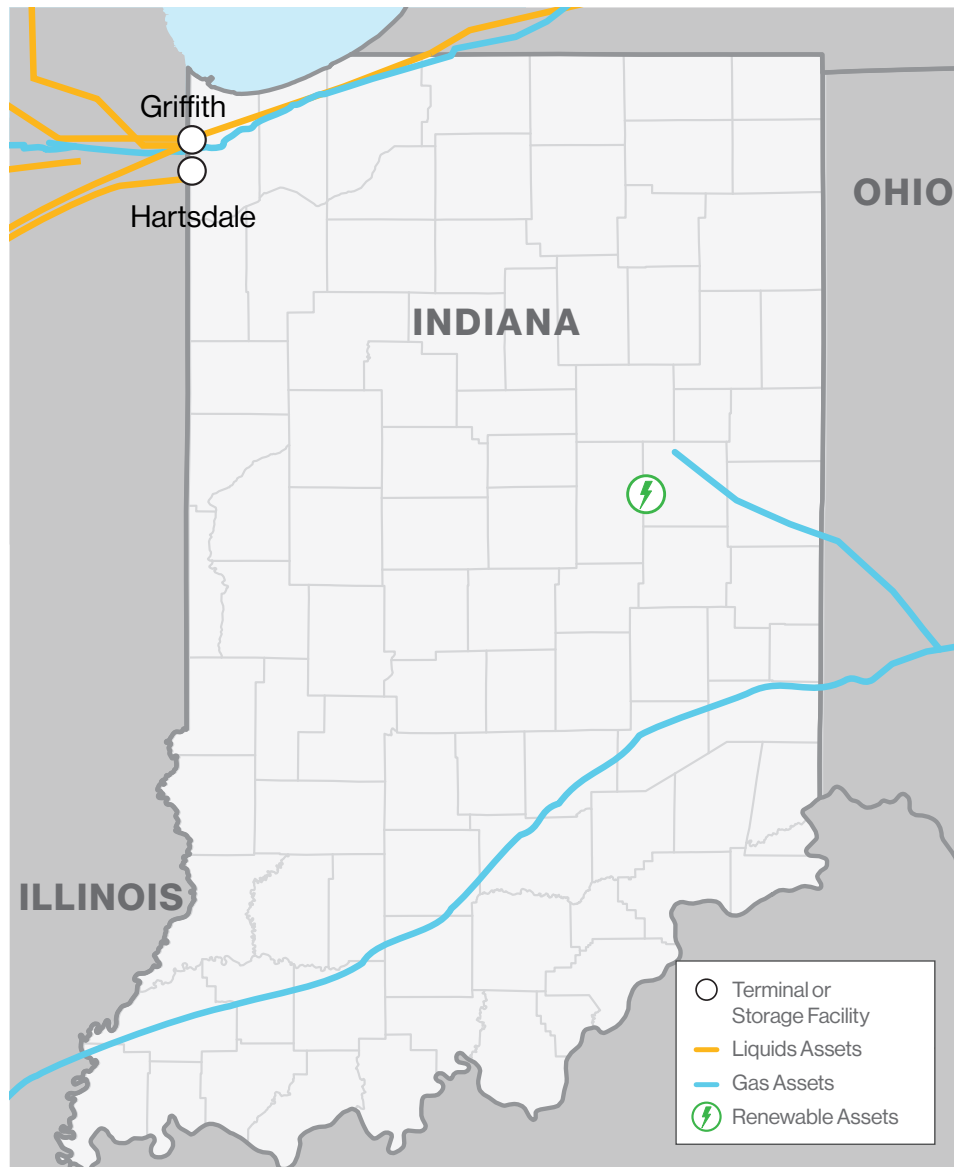 Griffith
Hartsdale
OHIO
INDIANA
ILLINOIS
Terminal or
Storage Facility
Liquids Assets
Gas Assets
Renewable Assets